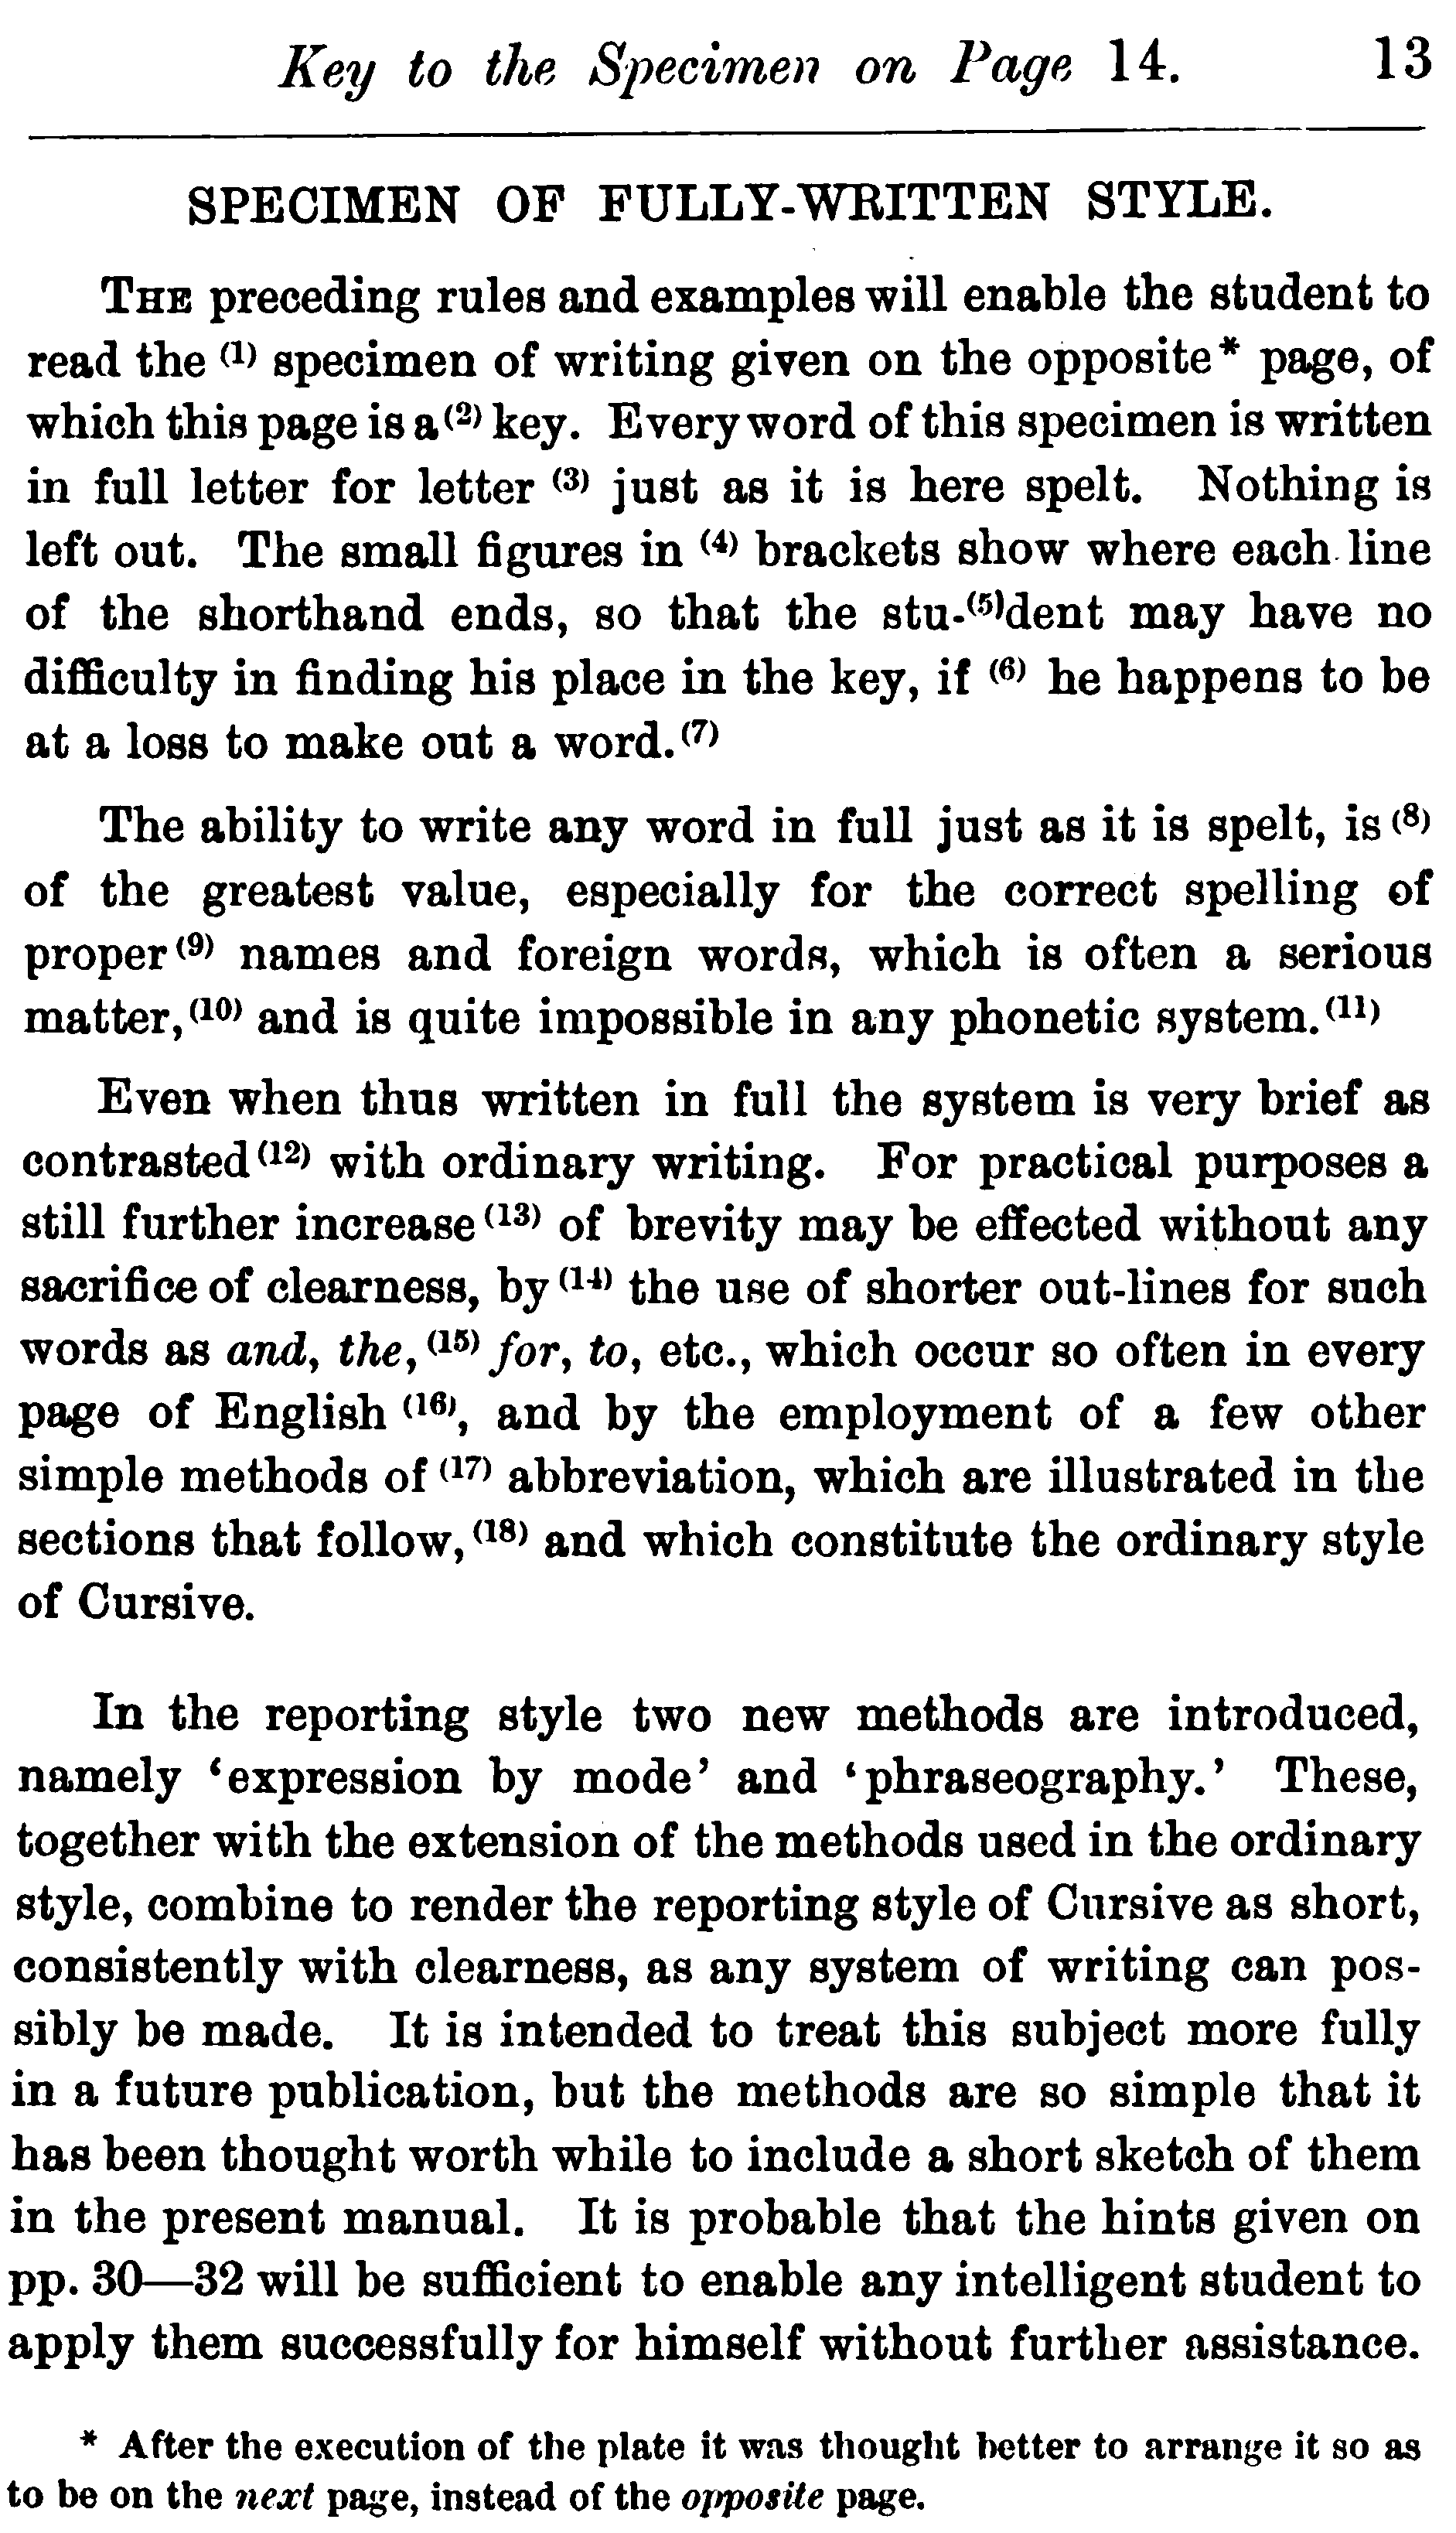 Key to the Specimen on Page 14. 13
SPECIMEN OF FULLY-WRITTEN STYLE.
THE preceding rules and examples will enable the student to
read the (1) specimen of writing given on the opposite* page, of
which this page is a (2) key. Every word of this specimen is written
in full letter for letter (3) just as it is here spelt. Nothing is
left out. The small figures in (4) brackets show where each line
of the shorthand ends, so that the stu-(5)dent may have no
difficulty in finding his place in the key, if (6) he happens to be
at a loss to make out a word.(7)
The ability to write any word in full just as it is spelt, is (8)
of the greatest value, especially for the correct spelling of
proper (9) names and foreign words, which is often a serious
matter,(10) and is quite impossible in any phonetic system.(11)
Even when thus written in full the system is very brief as
contrasted (12) with ordinary writing. For practical purposes a
still further increase (13) of brevity may be effected without any
sacrifice of clearness, by (14) the use of shorter out-lines for such
words as and, the, (15) for, to, etc., which occur so often in every
page of English (16), and by the employment of a few other
simple methods of (17) abbreviation, which are illustrated in the
sections that follow, (18) and which constitute the ordinary style
of Cursive.
In the reporting style two new methods are introduced,
namely ‘expression by mode’ and ‘phraseography.’ These,
together with the extension of the methods used in the ordinary
style, combine to render the reporting style of Cursive as short,
consistently with clearness, as any system of writing can pos-
sibly be made. It is intended to treat this subject more fully
in a future publication, but the methods are so simple that it
has been thought worth while to include a short sketch of them
in the present manual. It is probable that the hints given on
pp. 30—32 will be sufficient to enable any intelligent student to
apply them successfully for himself without further assistance.
* After the execution of the plate it was thought better to arrange it so as
to be on the next page, instead of the opposite page.